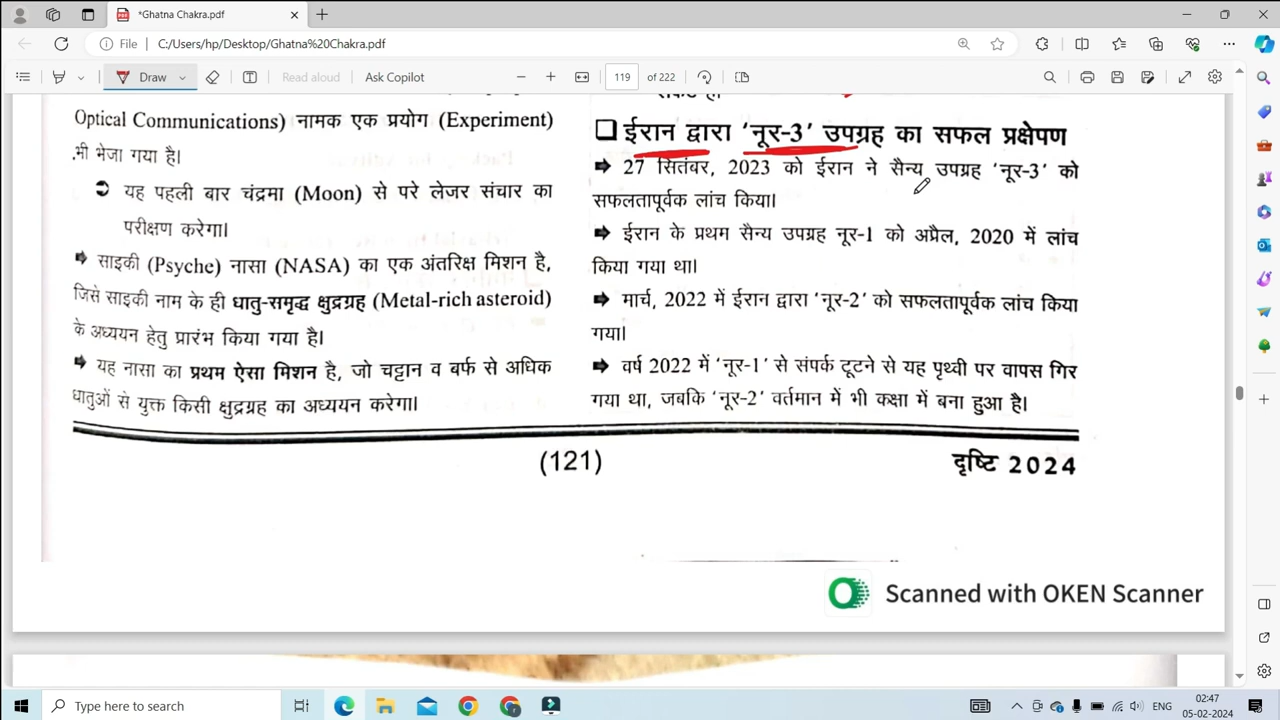 *Ghatna Chakra.pdf
File
C:/Users/hp/Desktop/Ghatna%20Chakra.pdf
Draw
Read aloud
Ask Copilot
119
of 222
Optical Communications) नामक एक प्रयोग (Experiment)
भी भेजा गया है।
यह पहली बार चंद्रमा (Moon) से परे लेजर संचार का
परीक्षण करेगा।
साइकी (Psyche) नासा (NASA) का एक अंतरिक्ष मिशन है,
जिसे साइकी नाम के ही धातु-समृद्ध क्षुद्रग्रह (Metal-rich asteroid)
के अध्ययन हेतु प्रारंभ किया गया है।
यह नासा का प्रथम ऐसा मिशन है, जो चट्टान व बर्फ से अधिक
धातुओं से युक्त किसी क्षुद्रग्रह का अध्ययन करेगा।
ईरान द्वारा 'नूर-3' उपग्रह का सफल प्रक्षेपण
27 सितंबर, 2023 को ईरान ने सैन्य उपग्रह 'नूर-3' को
सफलतापूर्वक लांच किया।
ईरान के प्रथम सैन्य उपग्रह नूर-1 को अप्रैल, 2020 में लांच
किया गया था।
मार्च, 2022 में ईरान द्वारा 'नूर-2' को सफलतापूर्वक लांच किया
गया।
वर्ष 2022 में 'नूर-1' से संपर्क टूटने से यह पृथ्वी पर वापस गिर
गया था, जबकि 'नूर-2' वर्तमान में भी कक्षा में बना हुआ है।
(121)
दृष्टि 2024
Scanned with OKEN Scanner
Type here to search
ENG
02:47
05-02-2024